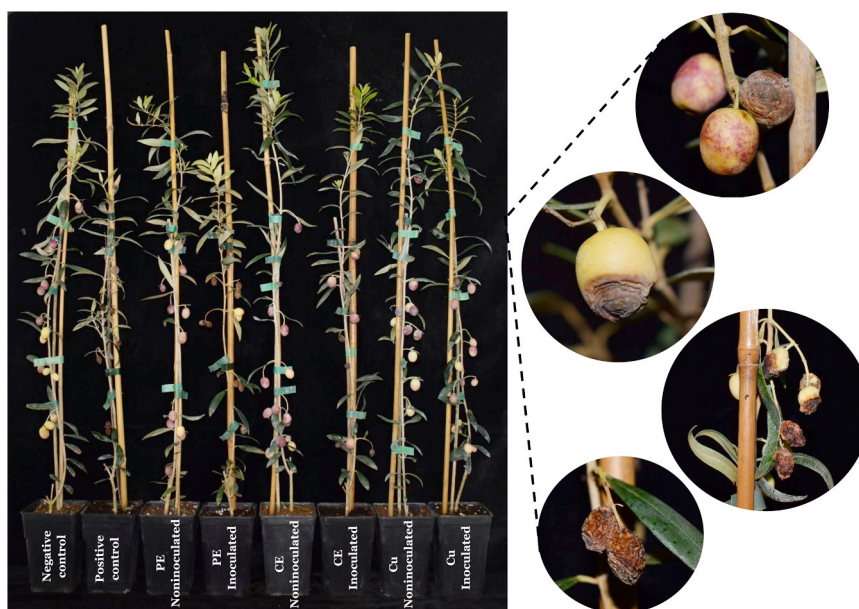 Negative
control
Positive
control
PE
Noninoculated
PE
Inoculated
CE
Noninoculated
CE
Inoculated
Cu
Noninoculated
Cu
Inoculated